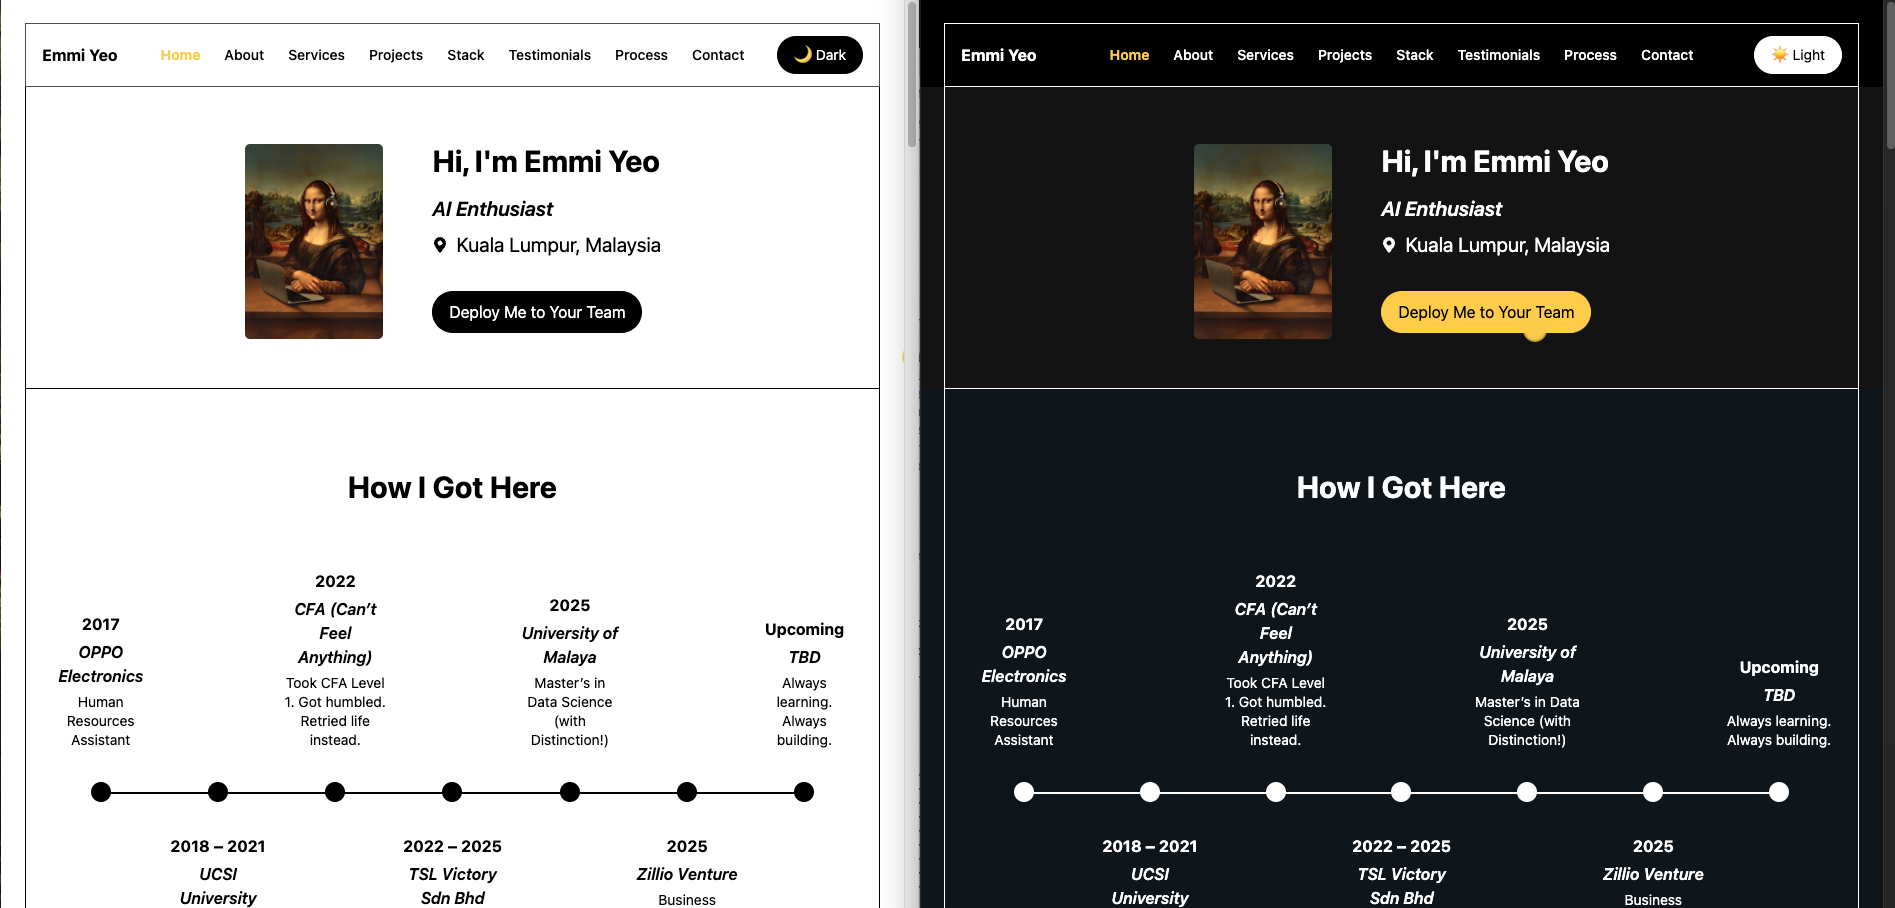 Emmi Yeo
Home About Services Projects Stack Testimonials Process Contact
🌙 Dark
Hi, I'm Emmi Yeo
AI Enthusiast
Kuala Lumpur, Malaysia
Deploy Me to Your Team
How I Got Here
2017
OPPO
Electronics
Human
Resources
Assistant
2022
CFA (Can’t
Feel
Anything)
Took CFA Level
1. Got humbled.
Retried life
instead.
2025
University of
Malaya
Master’s in
Data Science
(with
Distinction!)
Upcoming
TBD
Always
learning.
Always
building.
2018 – 2021
UCSI
University
2022 – 2025
TSL Victory
Sdn Bhd
2025
Zillio Venture
Business
Emmi Yeo
Home About Services Projects Stack Testimonials Process Contact
☀️ Light
Hi, I'm Emmi Yeo
AI Enthusiast
Kuala Lumpur, Malaysia
Deploy Me to Your Team
How I Got Here
2017
OPPO
Electronics
Human
Resources
Assistant
2022
CFA (Can’t
Feel
Anything)
Took CFA Level
1. Got humbled.
Retried life
instead.
2025
University of
Malaya
Master’s in Data
Science (with
Distinction!)
Upcoming
TBD
Always learning.
Always building.
2018 – 2021
UCSI
University
2022 – 2025
TSL Victory
Sdn Bhd
2025
Zillio Venture
Business